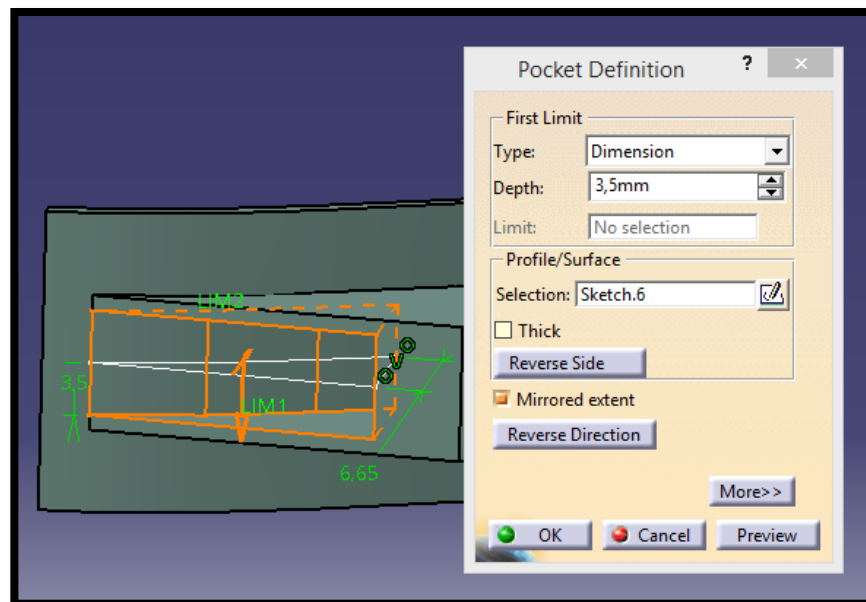 Pocket Definition ? ×
First Limit
Type: Dimension
Depth: 3,5mm
Limit: No selection
Profile/Surface
Selection: Sketch.6
Thick
Reverse Side
Mirrored extent
Reverse Direction
More>>
OK Cancel Preview
LIM2
V
3,5
LIM1
6,65